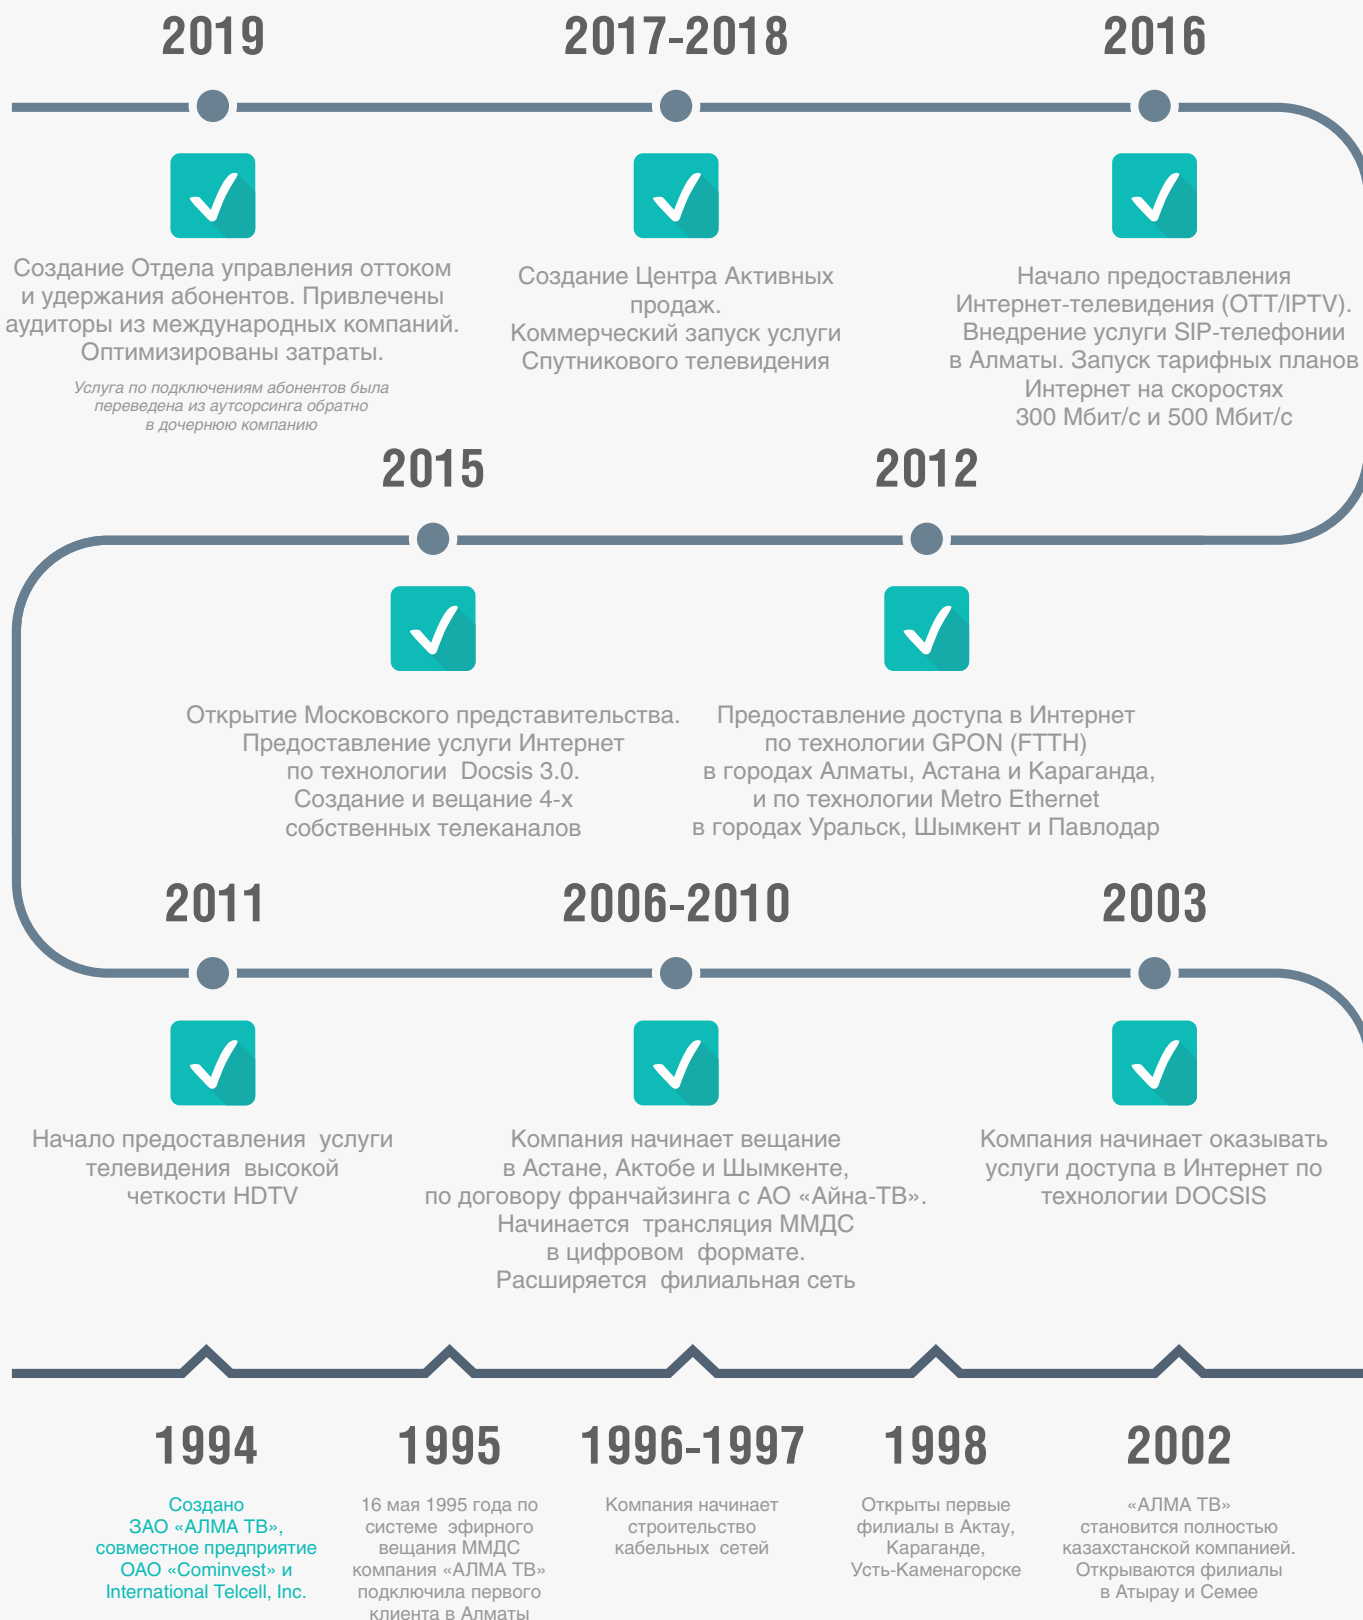 2019
Создание Отдела управления оттоком
и удержания абонентов. Привлечены
аудиторы из международных компаний.
Оптимизированы затраты.
Услуга по подключениям абонентов была
переведена из аутсорсинга обратно
в дочернюю компанию
2017-2018
Создание Центра Активных
продаж.
Коммерческий запуск услуги
Спутникового телевидения
2016
Начало предоставления
Интернет-телевидения (OTT/IPTV).
Внедрение услуги SIP-телефонии
в Алматы. Запуск тарифных планов
Интернет на скоростях
300 Мбит/с и 500 Мбит/с
2015
Открытие Московского представительства.
Предоставление услуги Интернет
по технологии Docsis 3.0.
Создание и вещание 4-х
собственных телеканалов
2012
Предоставление доступа в Интернет
по технологии GPON (FTTH)
в городах Алматы, Астана и Караганда,
и по технологии Metro Ethernet
в городах Уральск, Шымкент и Павлодар
2011
Начало предоставления услуги
телевидения высокой
четкости HDTV
2006-2010
Компания начинает вещание
в Астане, Актобе и Шымкенте,
по договору франчайзинга с АО «Айна-ТВ».
Начинается трансляция ММДС
в цифровом формате.
Расширяется филиальная сеть
2003
Компания начинает оказывать
услуги доступа в Интернет по
технологии DOCSIS
1994
Создано
ЗАО «АЛМА ТВ»,
совместное предприятие
ОАО «Cominvest» и
International Telcell, Inc.
1995
16 мая 1995 года по
системе эфирного
вещания ММДС
компания «АЛМА ТВ»
подключила первого
клиента в Алматы
1996-1997
Компания начинает
строительство
кабельных сетей
1998
Открыты первые
филиалы в Актау,
Караганде,
Усть-Каменагорске
2002
«АЛМА ТВ»
становится полностью
казахстанской компанией.
Открываются филиалы
в Атырау и Семее